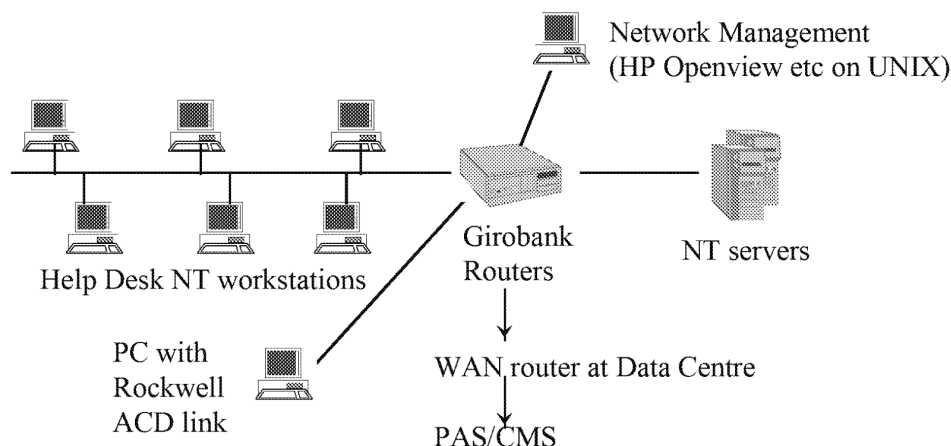 Network Management
(HP Openview etc on UNIX)
Girobank
Routers
NT servers
Help Desk NT workstations
PC with
Rockwell
ACD link
WAN router at Data Centre
PAS/CMS